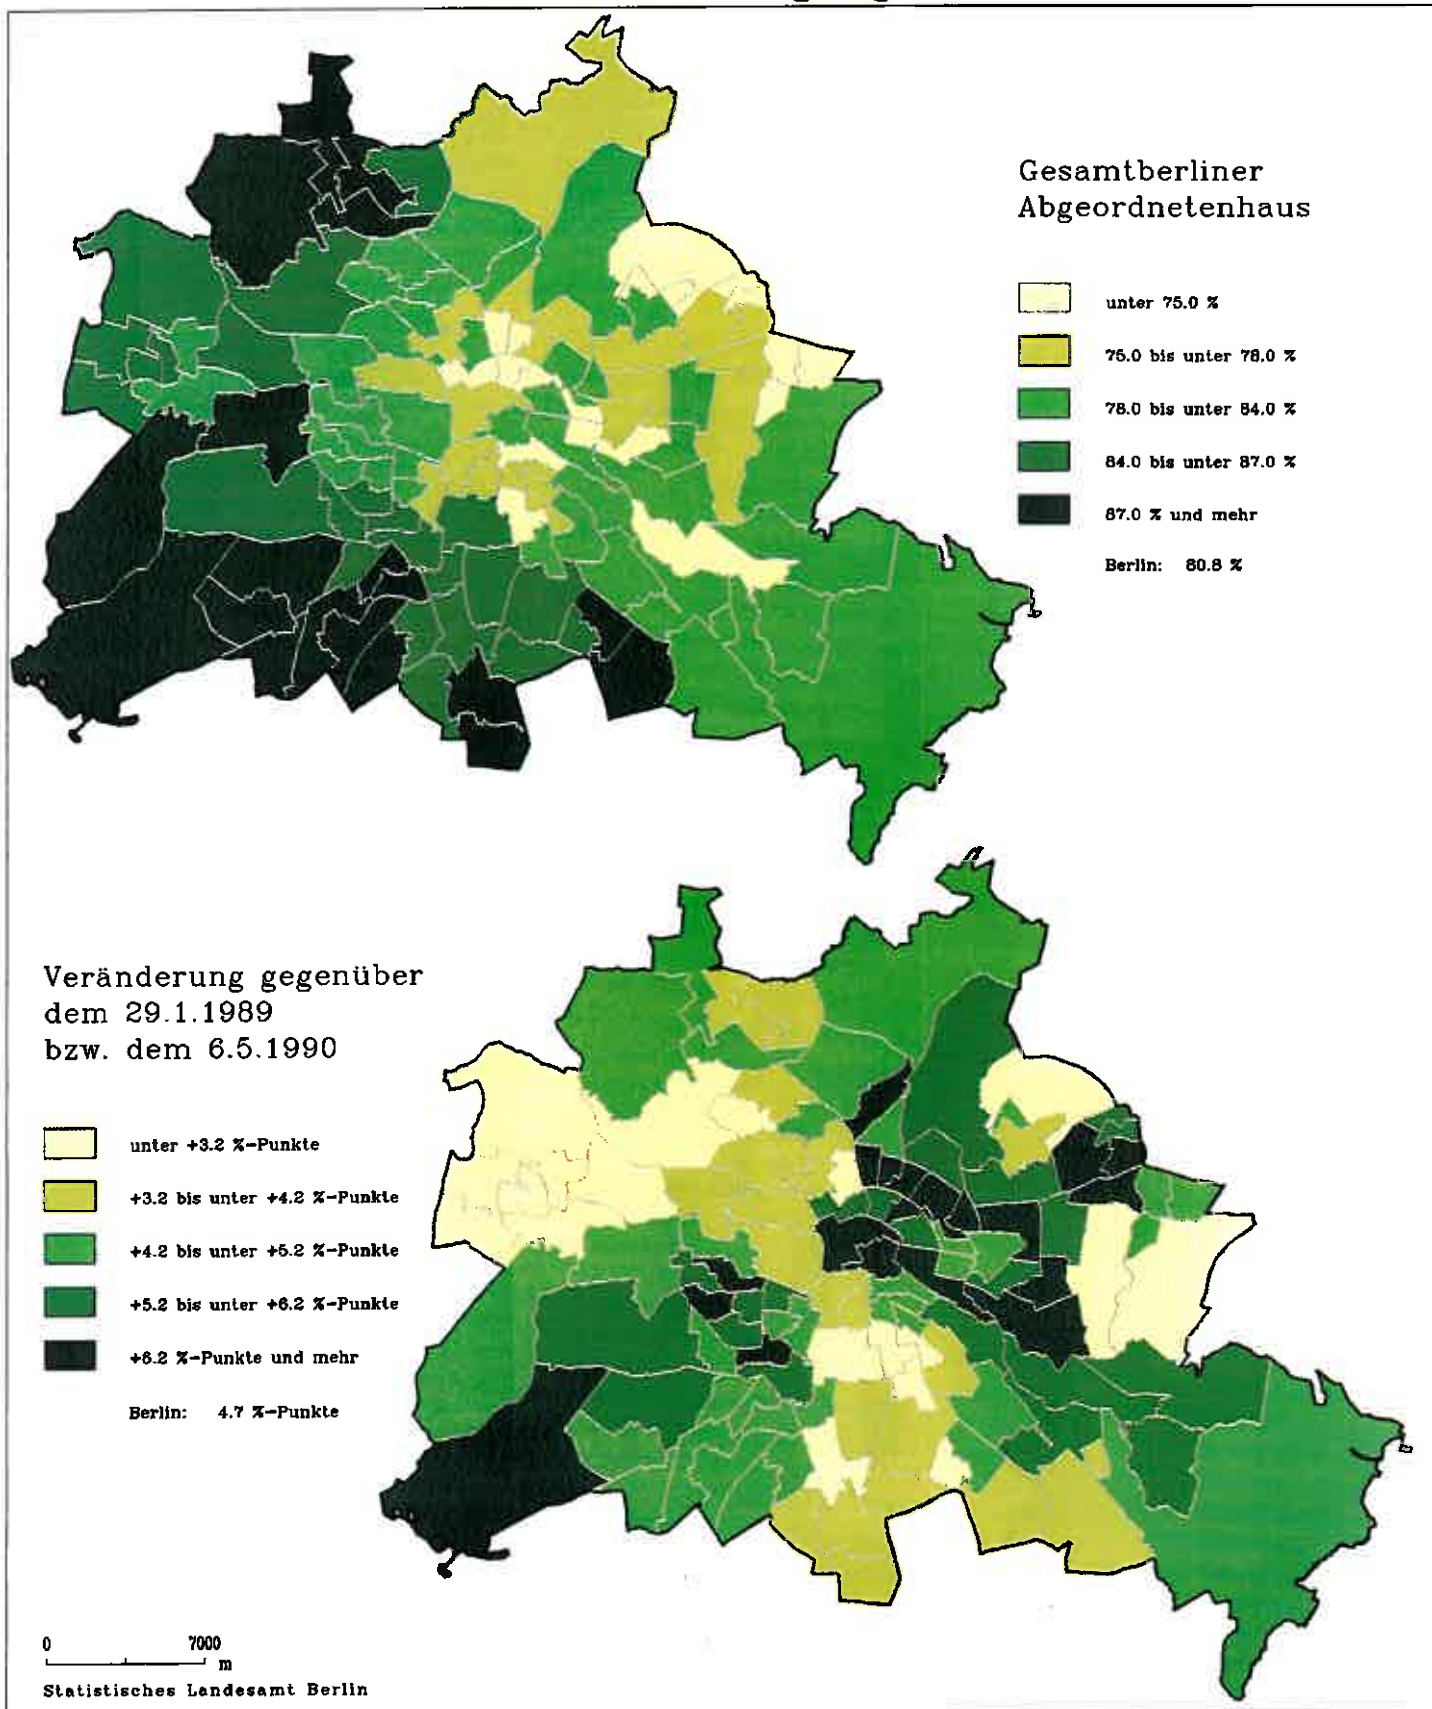 Gesamtberliner
Abgeordnetenhaus
unter 75.0 %
75.0 bis unter 78.0 %
78.0 bis unter 84.0 %
84.0 bis unter 87.0 %
87.0 % und mehr
Berlin: 80.8 %
Veränderung gegenüber
dem 29.1.1989
bzw. dem 6.5.1990
unter +3.2 %-Punkte
+3.2 bis unter +4.2 %-Punkte
+4.2 bis unter +5.2 %-Punkte
+5.2 bis unter +6.2 %-Punkte
+6.2 %-Punkte und mehr
Berlin: 4.7 %-Punkte
0 7000
m
Statistisches Landesamt Berlin